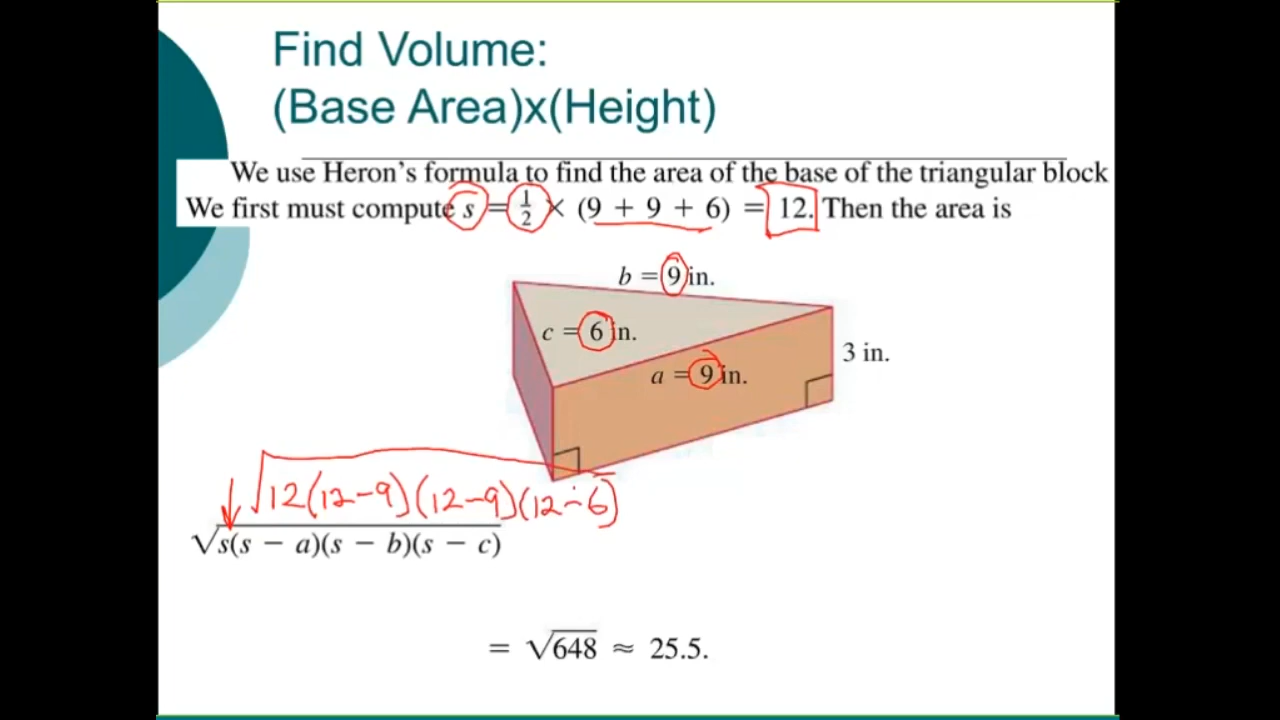 Find Volume:
(Base Area)x(Height)
We use Heron's formula to find the area of the base of the triangular block
We first must compute s = 1/2 × (9 + 9 + 6) = 12. Then the area is
b = 9 in.
c = 6 in.
3 in.
a = 9 in.
√12(12-9)(12-9)(12-6)
√s(s − a)(s − b)(s − c)
= √648 ≈ 25.5.